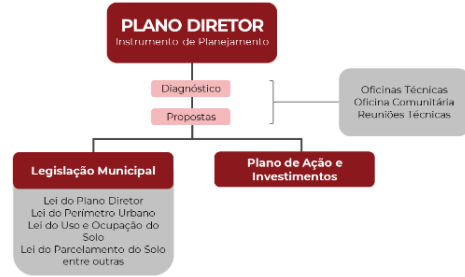 PLANO DIRETOR
Instrumento de Planejamento
Diagnóstico
Propostas
Oficinas Técnicas
Oficina Comunitária
Reuniões Técnicas
Legislação Municipal
Plano de Ação e
Investimentos
Lei do Plano Diretor
Lei do Perímetro Urbano
Lei do Uso e Ocupação do
Solo
Lei do Parcelamento do Solo
entre outras